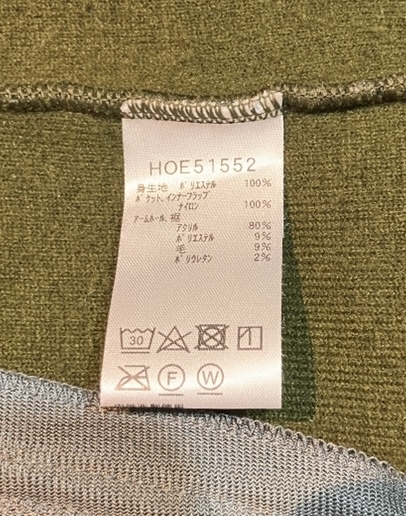 HOE51552
身生地 ポリエステル 100%
ポケット、インナーフラップ
ナイロン 100%
アームホール、裾
アクリル 80%
ポリエステル 9%
毛 9%
ポリウレタン 2%
30
F W